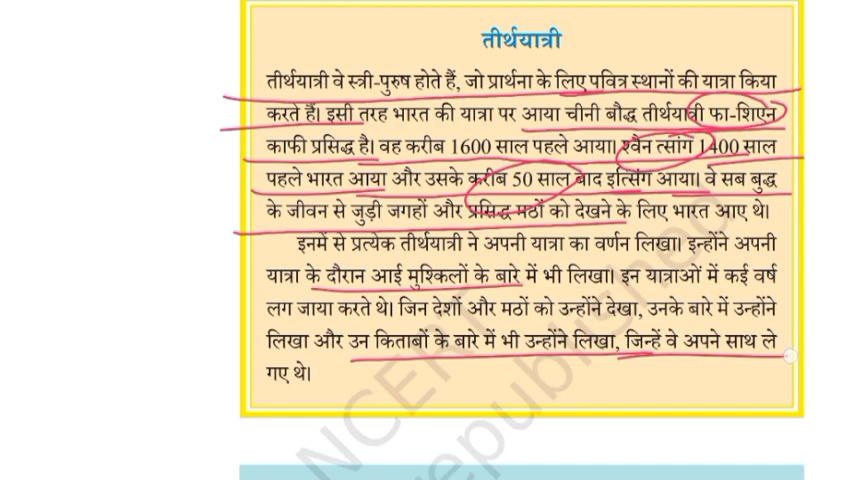 तीर्थयात्री
तीर्थयात्री वे स्त्री-पुरुष होते हैं, जो प्रार्थना के लिए पवित्र स्थानों की यात्रा किया
करते हैं। इसी तरह भारत की यात्रा पर आया चीनी बौद्ध तीर्थयात्री फा-शिएन
काफी प्रसिद्ध है। वह करीब 1600 साल पहले आया। श्वैन त्सांग 1400 साल
पहले भारत आया और उसके करीब 50 साल बाद इत्सिंग आया। वे सब बुद्ध
के जीवन से जुड़ी जगहों और प्रसिद्ध मठों को देखने के लिए भारत आए थे।
इनमें से प्रत्येक तीर्थयात्री ने अपनी यात्रा का वर्णन लिखा। इन्होंने अपनी
यात्रा के दौरान आई मुश्किलों के बारे में भी लिखा। इन यात्राओं में कई वर्ष
लग जाया करते थे। जिन देशों और मठों को उन्होंने देखा, उनके बारे में उन्होंने
लिखा और उन किताबों के बारे में भी उन्होंने लिखा, जिन्हें वे अपने साथ ले
गए थे।
NCERT
republished